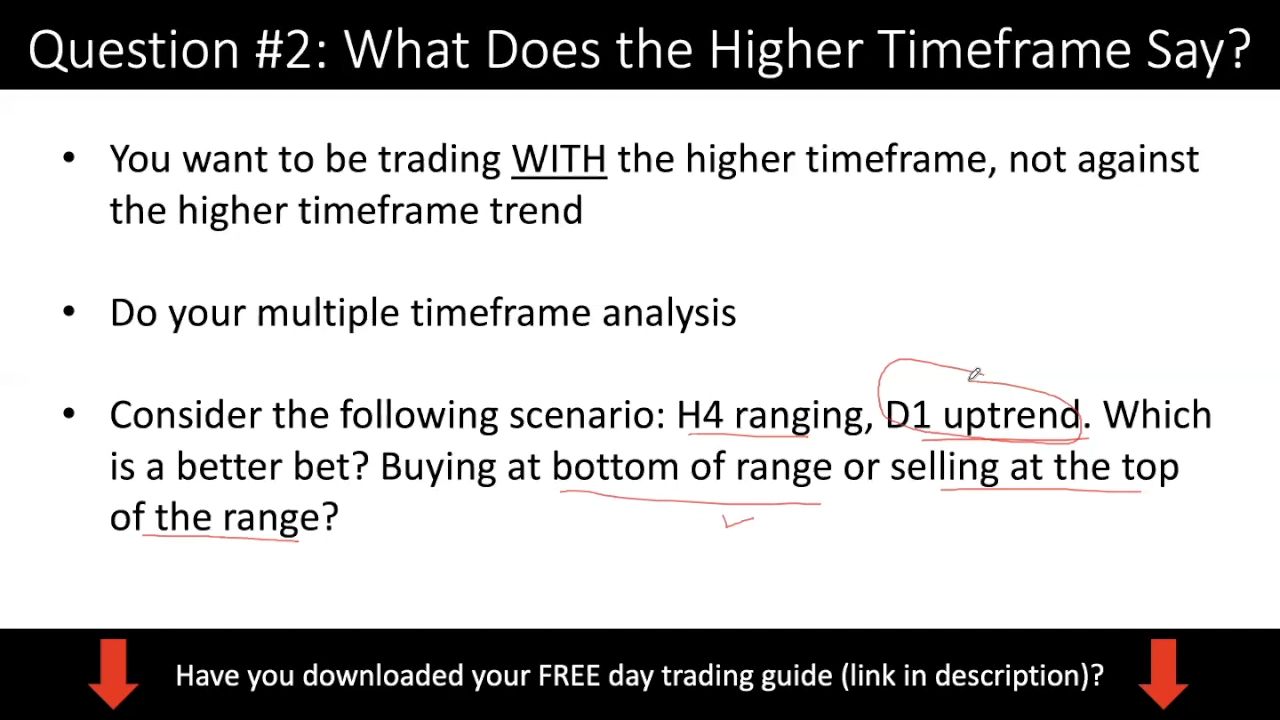 Question #2: What Does the Higher Timeframe Say?
• You want to be trading WITH the higher timeframe, not against
the higher timeframe trend
• Do your multiple timeframe analysis
• Consider the following scenario: H4 ranging, D1 uptrend. Which
is a better bet? Buying at bottom of range or selling at the top
of the range?
Have you downloaded your FREE day trading guide (link in description)?